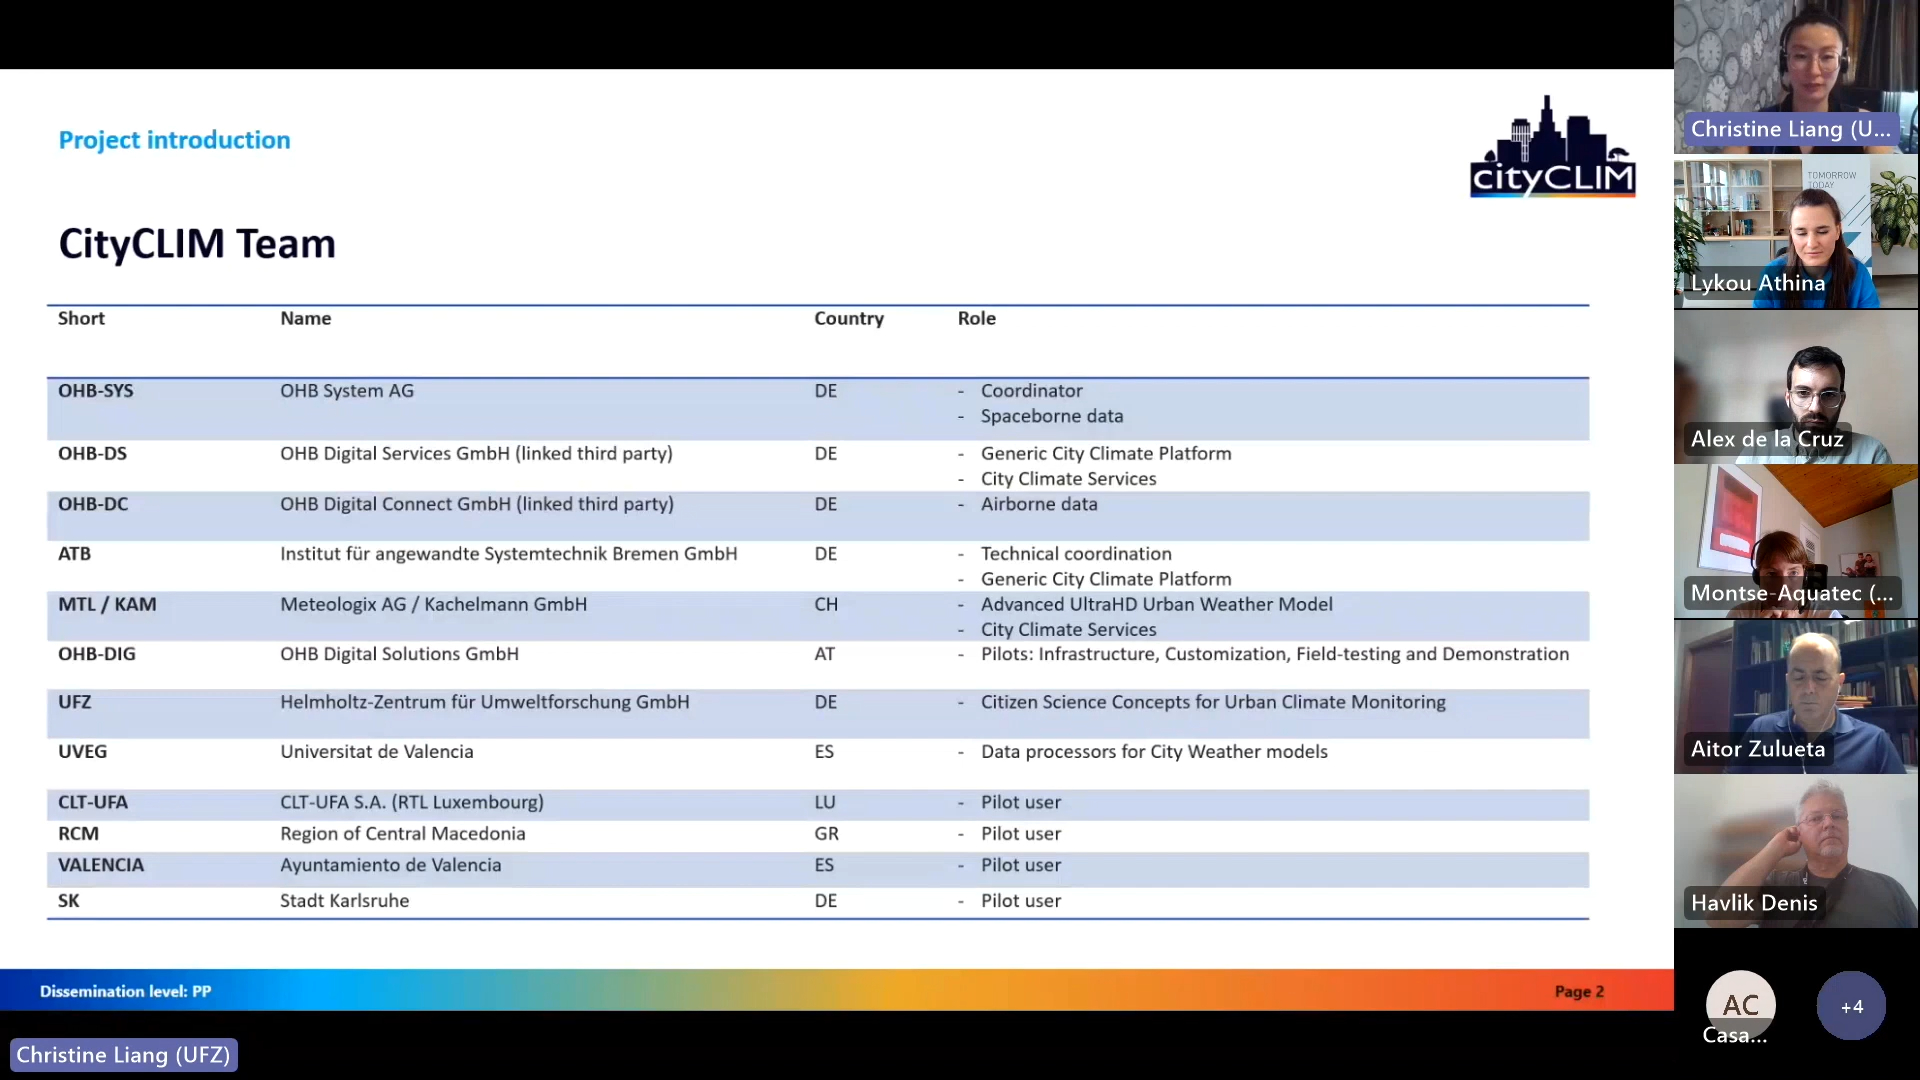 Project introduction
cityCLIM
CityCLIM Team
Short Name Country Role
OHB-SYS OHB System AG DE - Coordinator
- Spaceborne data
OHB-DS OHB Digital Services GmbH (linked third party) DE - Generic City Climate Platform
- City Climate Services
OHB-DC OHB Digital Connect GmbH (linked third party) DE - Airborne data
ATB Institut für angewandte Systemtechnik Bremen GmbH DE - Technical coordination
- Generic City Climate Platform
MTL / KAM Meteologix AG / Kachelmann GmbH CH - Advanced UltraHD Urban Weather Model
- City Climate Services
OHB-DIG OHB Digital Solutions GmbH AT - Pilots: Infrastructure, Customization, Field-testing and Demonstration
UFZ Helmholtz-Zentrum für Umweltforschung GmbH DE - Citizen Science Concepts for Urban Climate Monitoring
UVEG Universitat de Valencia ES - Data processors for City Weather models
CLT-UFA CLT-UFA S.A. (RTL Luxembourg) LU - Pilot user
RCM Region of Central Macedonia GR - Pilot user
VALENCIA Ayuntamiento de Valencia ES - Pilot user
SK Stadt Karlsruhe DE - Pilot user
Dissemination level: PP Page 2
Christine Liang (UFZ)
Christine Liang (U...
TOMORROW
TODAY
Lykou Athina
Alex de la Cruz
Montse-Aquatec (...
Aitor Zulueta
Havlik Denis
AC
Casa...
+4